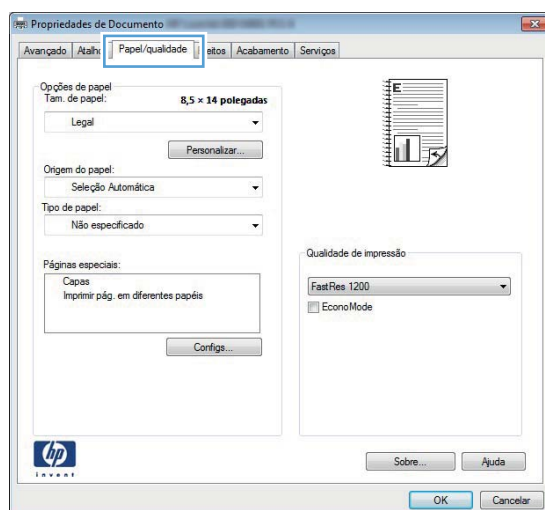 Propriedades de Documento
Avançado Papel/qualidade Acabamento Serviços
Opções de papel
Tam. de papel: 8,5 × 14 polegadas
Legal
Personalizar...
Origem do papel:
Seleção Automática
Tipo de papel:
Não especificado
Páginas especiais:
Capas
Imprimir pág. em diferentes papéis
Configs...
E
Qualidade de impressão
FastRes 1200
EconoMode
hp
invent
Sobre... Ajuda
OK Cancelar